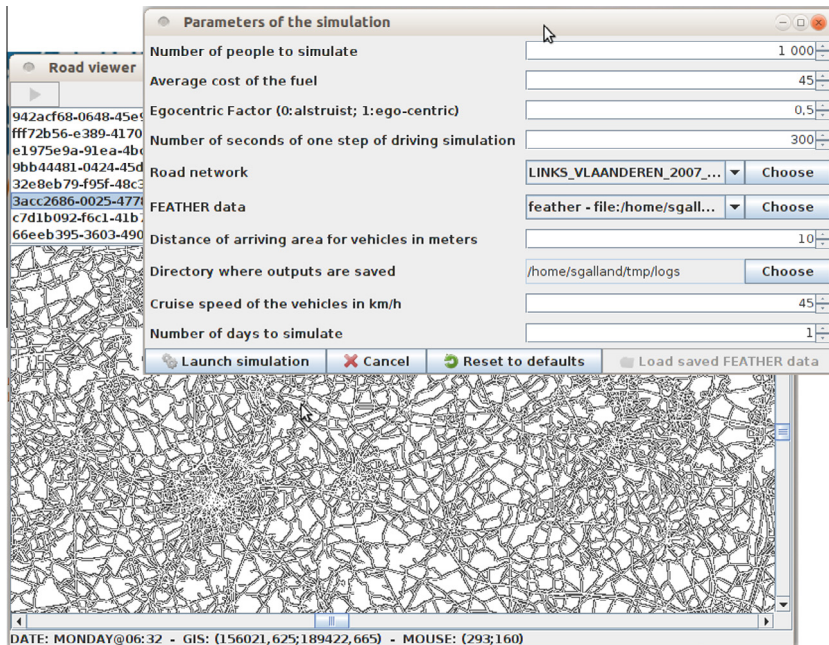 Parameters of the simulation
Number of people to simulate 1 000
Average cost of the fuel 45
Egocentric Factor (0:alstruist; 1:ego-centric) 0,5
Number of seconds of one step of driving simulation 300
Road network LINKS_VLAANDEREN_2007_... Choose
FEATHER data feather - file:/home/sgall... Choose
Distance of arriving area for vehicles in meters 10
Directory where outputs are saved /home/sgalland/tmp/logs Choose
Cruise speed of the vehicles in km/h 45
Number of days to simulate 1
Launch simulation Cancel Reset to defaults Load saved FEATHER data
Road viewer
942acf68-0648-45e9
fff72b56-e389-4170
e1975e9a-91ea-4b
9bb44481-0424-45d
32e8eb79-f95f-48c3
3acc2686-0025-4778
c7d1b092-f6c1-41b7
66eeb395-3603-490
DATE: MONDAY@06:32 - GIS: (156021,625;189422,665) - MOUSE: (293;160)